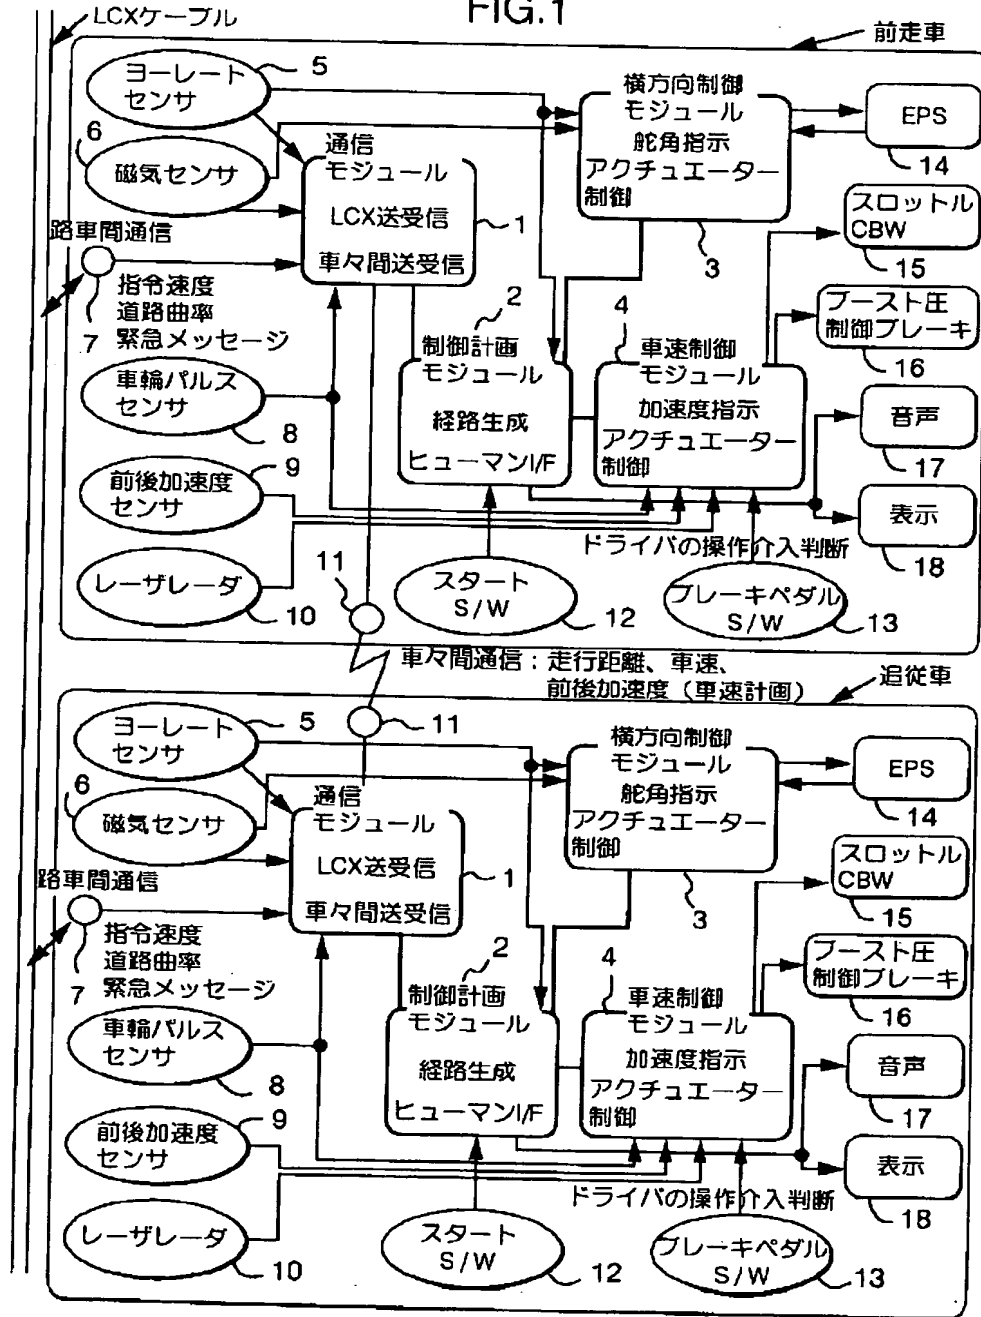 FIG.1
LCXケーブル
前走車
ヨーレート
センサ
5
6
磁気センサ
路車間通信
指令速度
道路曲率
7 緊急メッセージ
通信
モジュール
LCX送受信
車々間送受信
1
横方向制御
モジュール
舵角指示
アクチュエーター
制御
3
EPS
14
スロットル
CBW
15
ブースト圧
制御ブレーキ
16
2
制御計画
モジュール
経路生成
ヒューマンI/F
4
車速制御
モジュール
加速度指示
アクチュエーター
制御
音声
17
表示
18
車輪パルス
センサ
8
9
前後加速度
センサ
レーザレーダ
10
11
スタート
S/W
12
ドライバの操作介入判断
ブレーキペダル
S/W
13
車々間通信：走行距離、車速、
前後加速度（車速計画）
11
追従車
ヨーレート
センサ
5
6
磁気センサ
路車間通信
指令速度
道路曲率
7 緊急メッセージ
通信
モジュール
LCX送受信
車々間送受信
1
横方向制御
モジュール
舵角指示
アクチュエーター
制御
3
EPS
14
スロットル
CBW
15
ブースト圧
制御ブレーキ
16
2
制御計画
モジュール
経路生成
ヒューマンI/F
4
車速制御
モジュール
加速度指示
アクチュエーター
制御
音声
17
表示
18
車輪パルス
センサ
8
9
前後加速度
センサ
レーザレーダ
10
スタート
S/W
12
ドライバの操作介入判断
ブレーキペダル
S/W
13